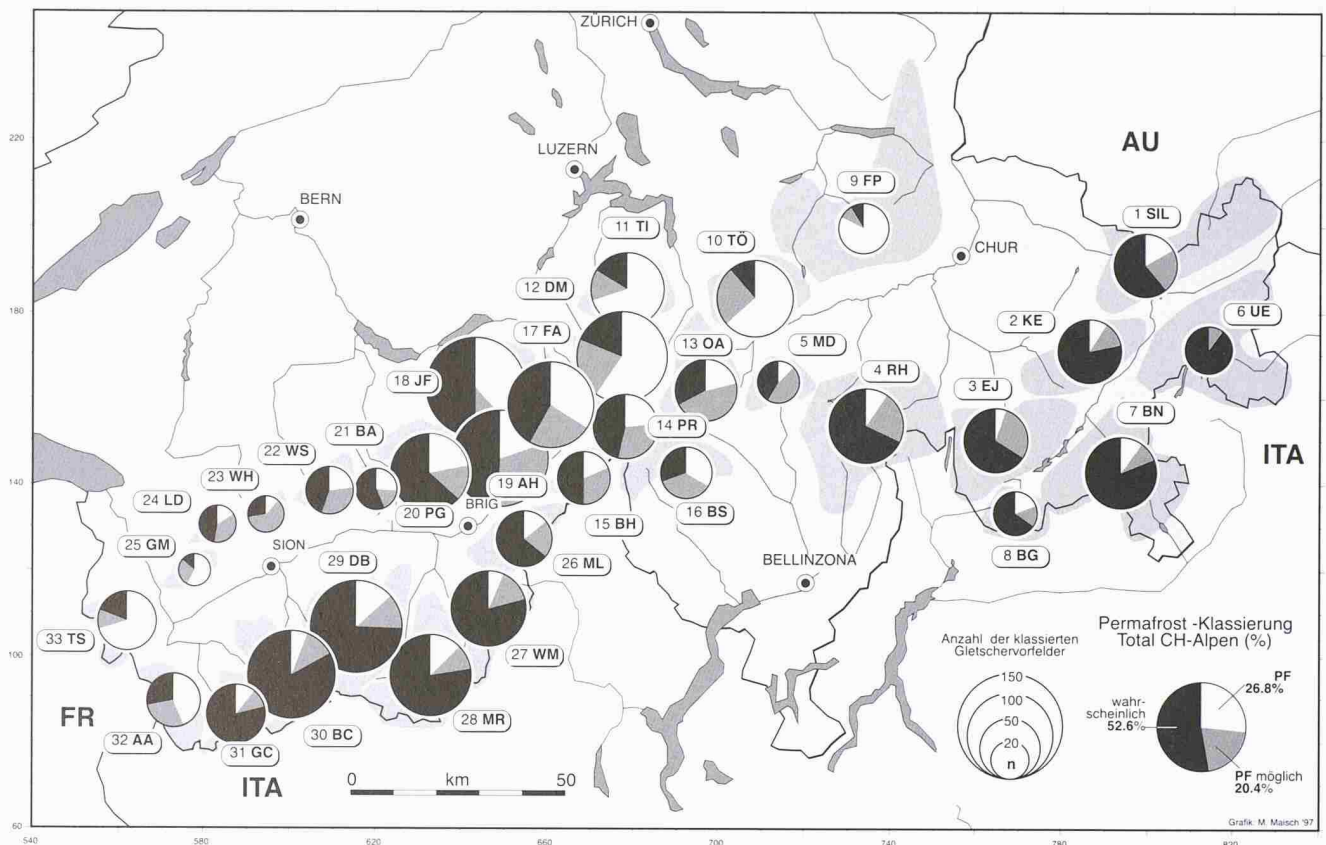 ZÜRICH
220
AU
LUZERN
9 FP
BERN
1 SIL
11 TI
10 TÖ
CHUR
12 DM
180
2 KE
6 UE
17 FA
13 OA
5 MD
4 RH
18 JF
3 EJ
7 BN
21 BA
14 PR
22 WS
ITA
23 WH
140
19 AH
24 LD
16 BS
20 PG
BRIG
15 BH
25 GM
8 BG
SION
26 ML
29 DB
BELLINZONA
Anzahl der klassierten
Gletschervorfelder
150
100
50
20
n
Permafrost -Klassierung
Total CH-Alpen (%)
33 TS
27 WM
100
PF
26.8%
wahr-
scheinlich
52.6%
FR
28 MR
32 AA
30 BC
31 GC
PF möglich
20.4%
0 km 50
ITA
60
Grafik: M. Maisch '97
540 580 620 660 700 740 780 820